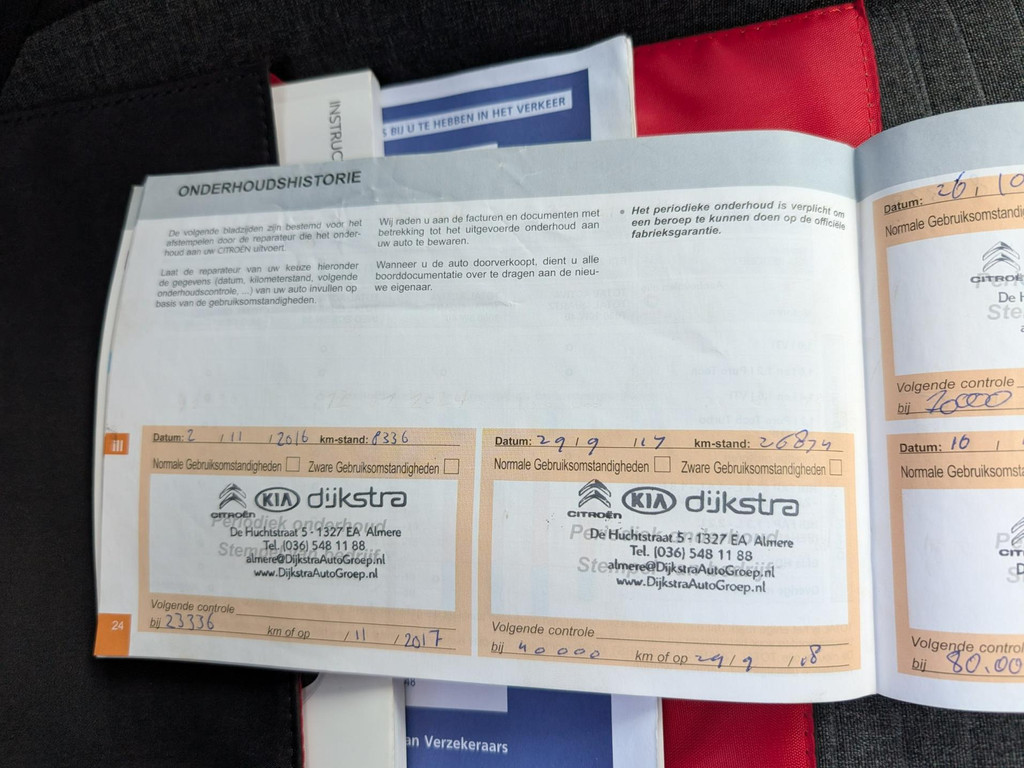 INSTRUC
S BIJ U TE HEBBEN IN HET VERKEER
ONDERHOUDSHISTORIE
De volgende bladzijden zijn bestemd voor het
afstempelen door de reparateur die het onder-
houd aan uw CITROËN uitvoert.
Laat de reparateur van uw keuze hieronder
de gegevens (datum, kilometerstand, volgende
onderhoudscontrole, ...) van uw auto invullen op
basis van de gebruiksomstandigheden.
Wij raden u aan de facturen en documenten met
betrekking tot het uitgevoerde onderhoud aan
uw auto te bewaren.
Wanneer u de auto doorverkoopt, dient u alle
boorddocumentatie over te dragen aan de nieu-
we eigenaar.
• Het periodieke onderhoud is verplicht om
een beroep te kunnen doen op de officiële
fabrieksgarantie.
III
Datum: 2 / 11 / 2016 km-stand: 8336
Normale Gebruiksomstandigheden Zware Gebruiksomstandigheden
CITROËN KIA dijkstra
Periodiek onderhoud
De Huchtstraat 5 - 1327 EA Almere
Tel. (036) 548 11 88
almere@DijkstraAutoGroep.nl
www.DijkstraAutoGroep.nl
Volgende controle
bij 23336 km of op / 11 / 2017
24
Datum: 29 / 9 / 17 km-stand: 26874
Normale Gebruiksomstandigheden Zware Gebruiksomstandigheden
CITROËN KIA dijkstra
De Huchtstraat 5 - 1327 EA Almere
Tel. (036) 548 11 88
almere@DijkstraAutoGroep.nl
www.DijkstraAutoGroep.nl
Volgende controle
bij 40000 km of op 29 / 9 /
Datum: 26, 10
Normale Gebruiksomstandi
CITROË
De H
Ste
Volgende controle
bij 70000
Datum: 10 /
Normale Gebruiksomstand
Volgende contro
bij 80.00
an Verzekeraars